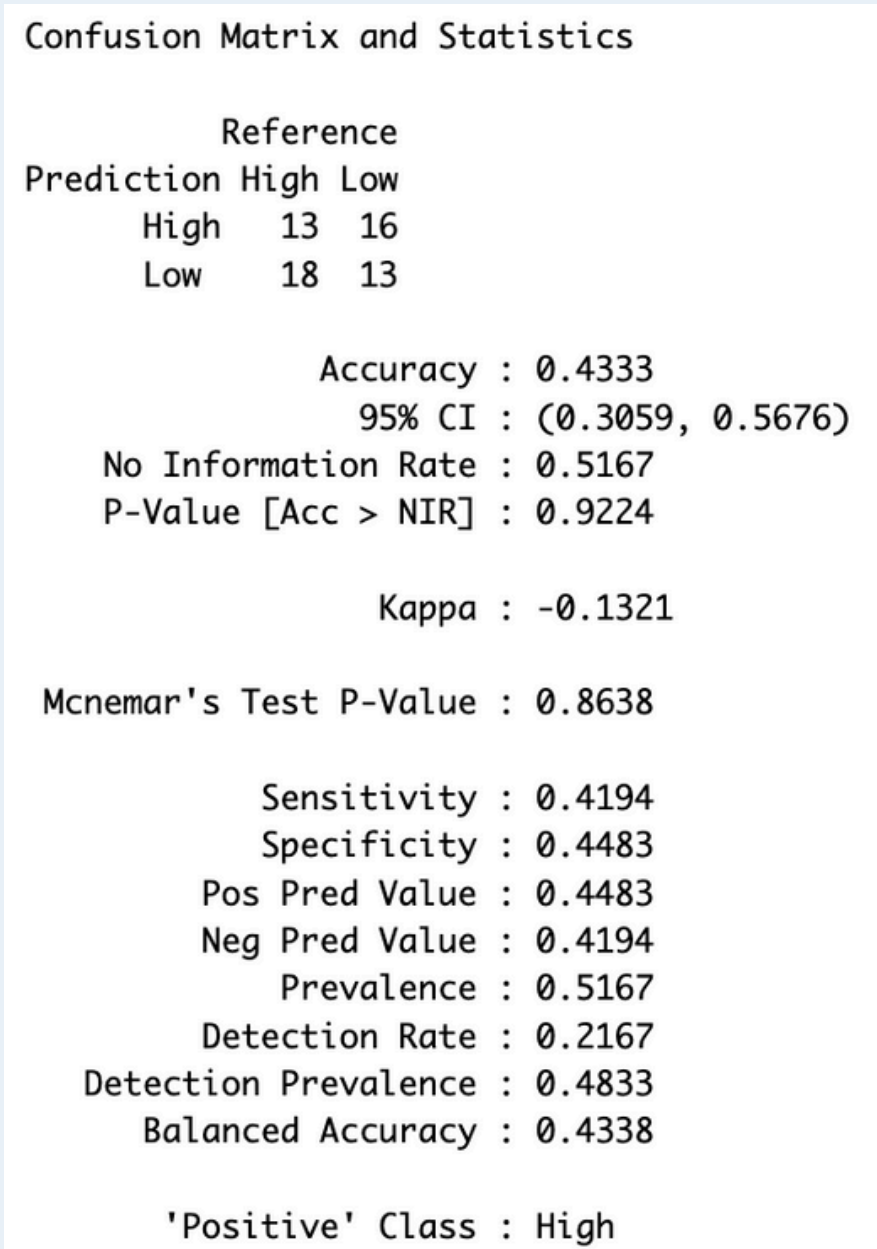 Confusion Matrix and Statistics
Reference
Prediction High Low
High 13 16
Low 18 13
Accuracy : 0.4333
95% CI : (0.3059, 0.5676)
No Information Rate : 0.5167
P-Value [Acc > NIR] : 0.9224
Kappa : -0.1321
Mcnemar's Test P-Value : 0.8638
Sensitivity : 0.4194
Specificity : 0.4483
Pos Pred Value : 0.4483
Neg Pred Value : 0.4194
Prevalence : 0.5167
Detection Rate : 0.2167
Detection Prevalence : 0.4833
Balanced Accuracy : 0.4338
'Positive' Class : High